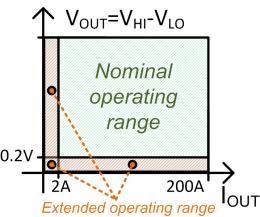 VOUT=VHI-VLO
Nominal
operating
range
0.2V
2A
200A
IOUT
Extended operating range